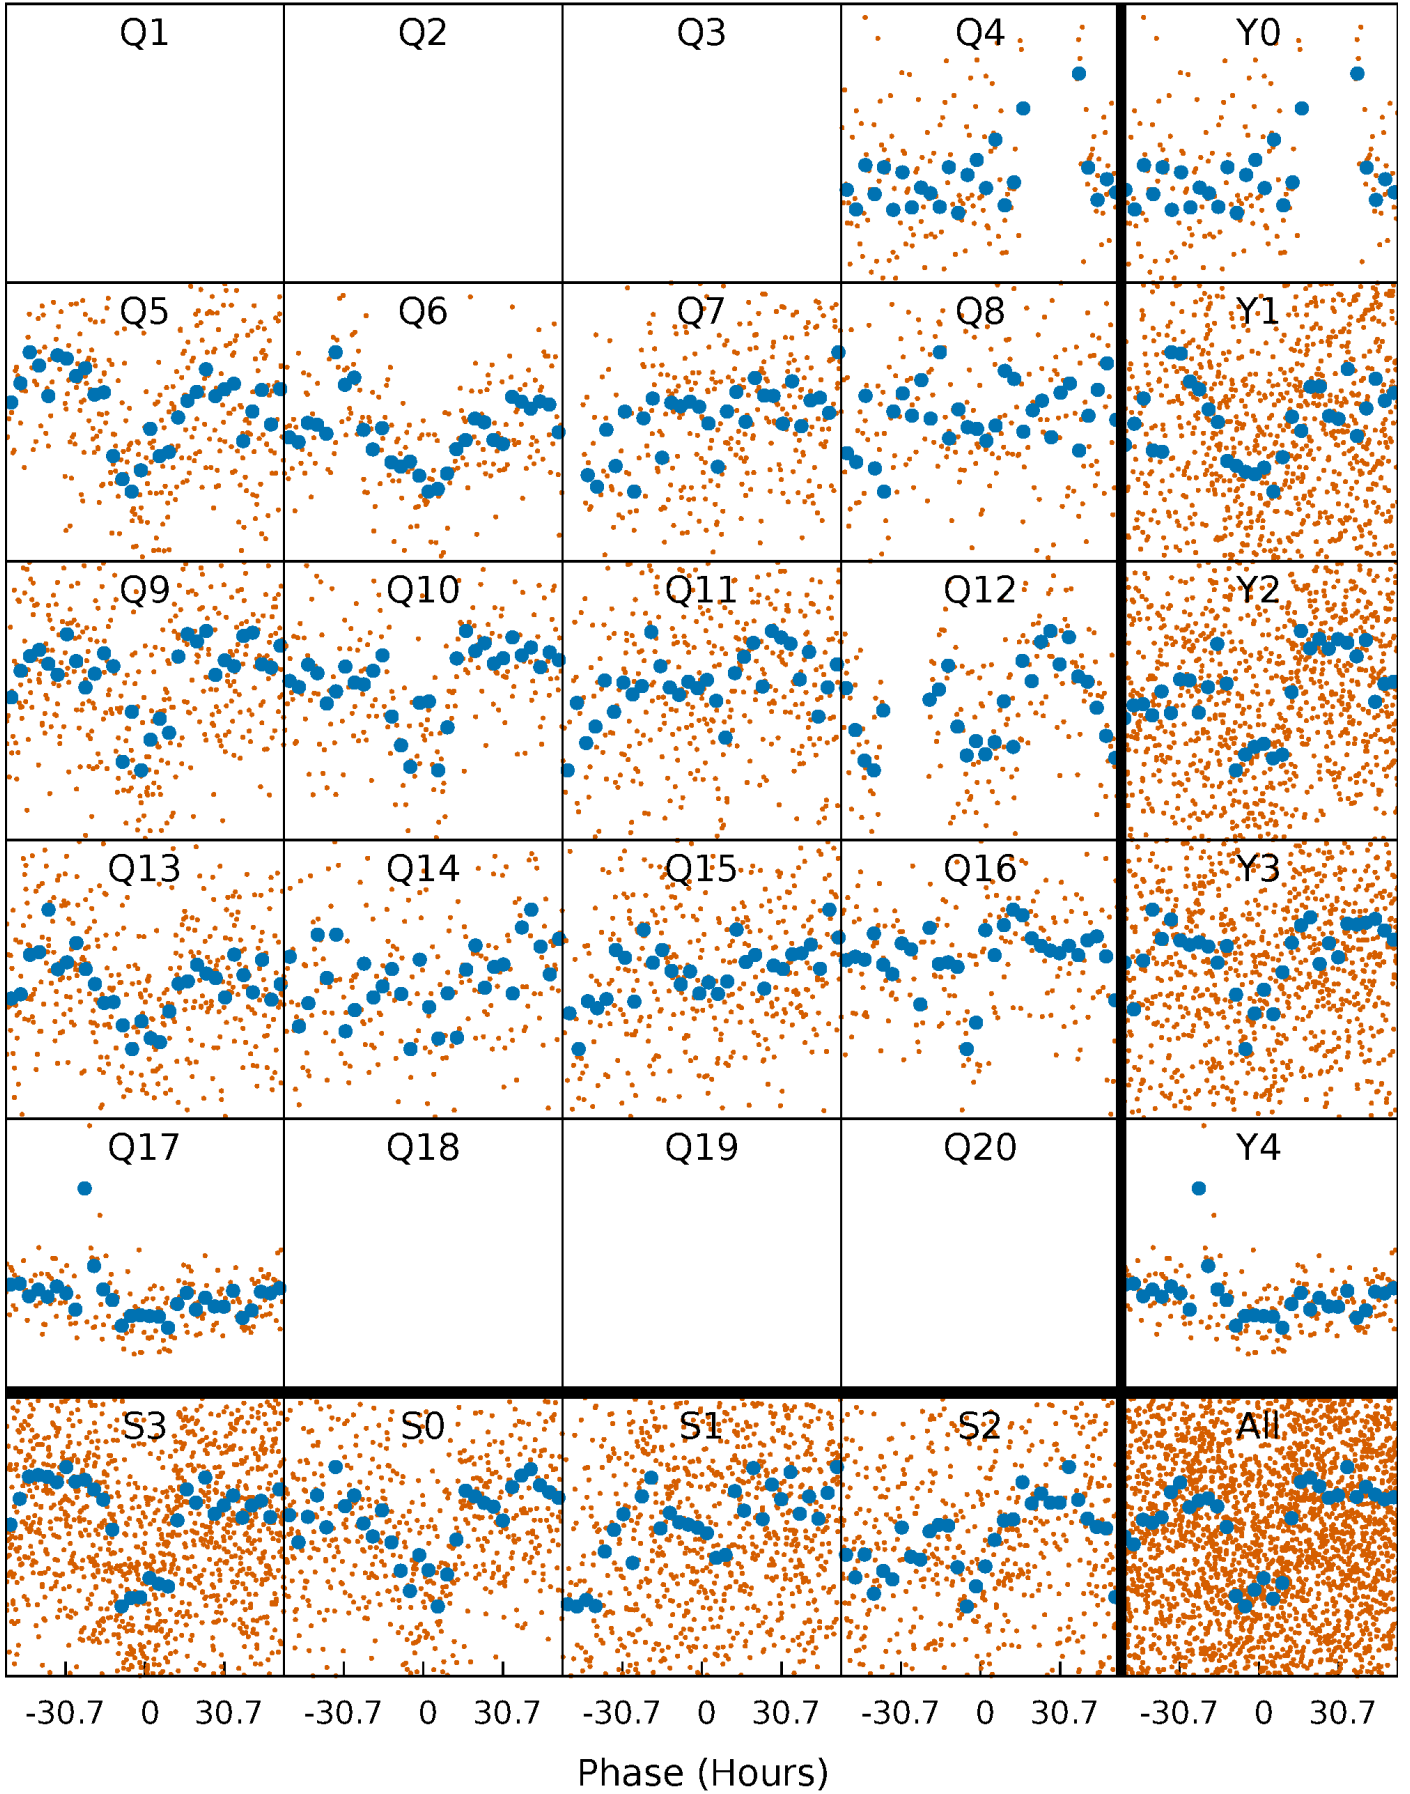 Q1 Q2 Q3 Q4 Y0
Q5 Q6 Q7 Q8 Y1
Q9 Q10 Q11 Q12 Y2
Q13 Q14 Q15 Q16 Y3
Q17 Q18 Q19 Q20 Y4
S3 S0 S1 S2 All
-30.7 0 30.7 -30.7 0 30.7 -30.7 0 30.7 -30.7 0 30.7 -30.7 0 30.7
Phase (Hours)